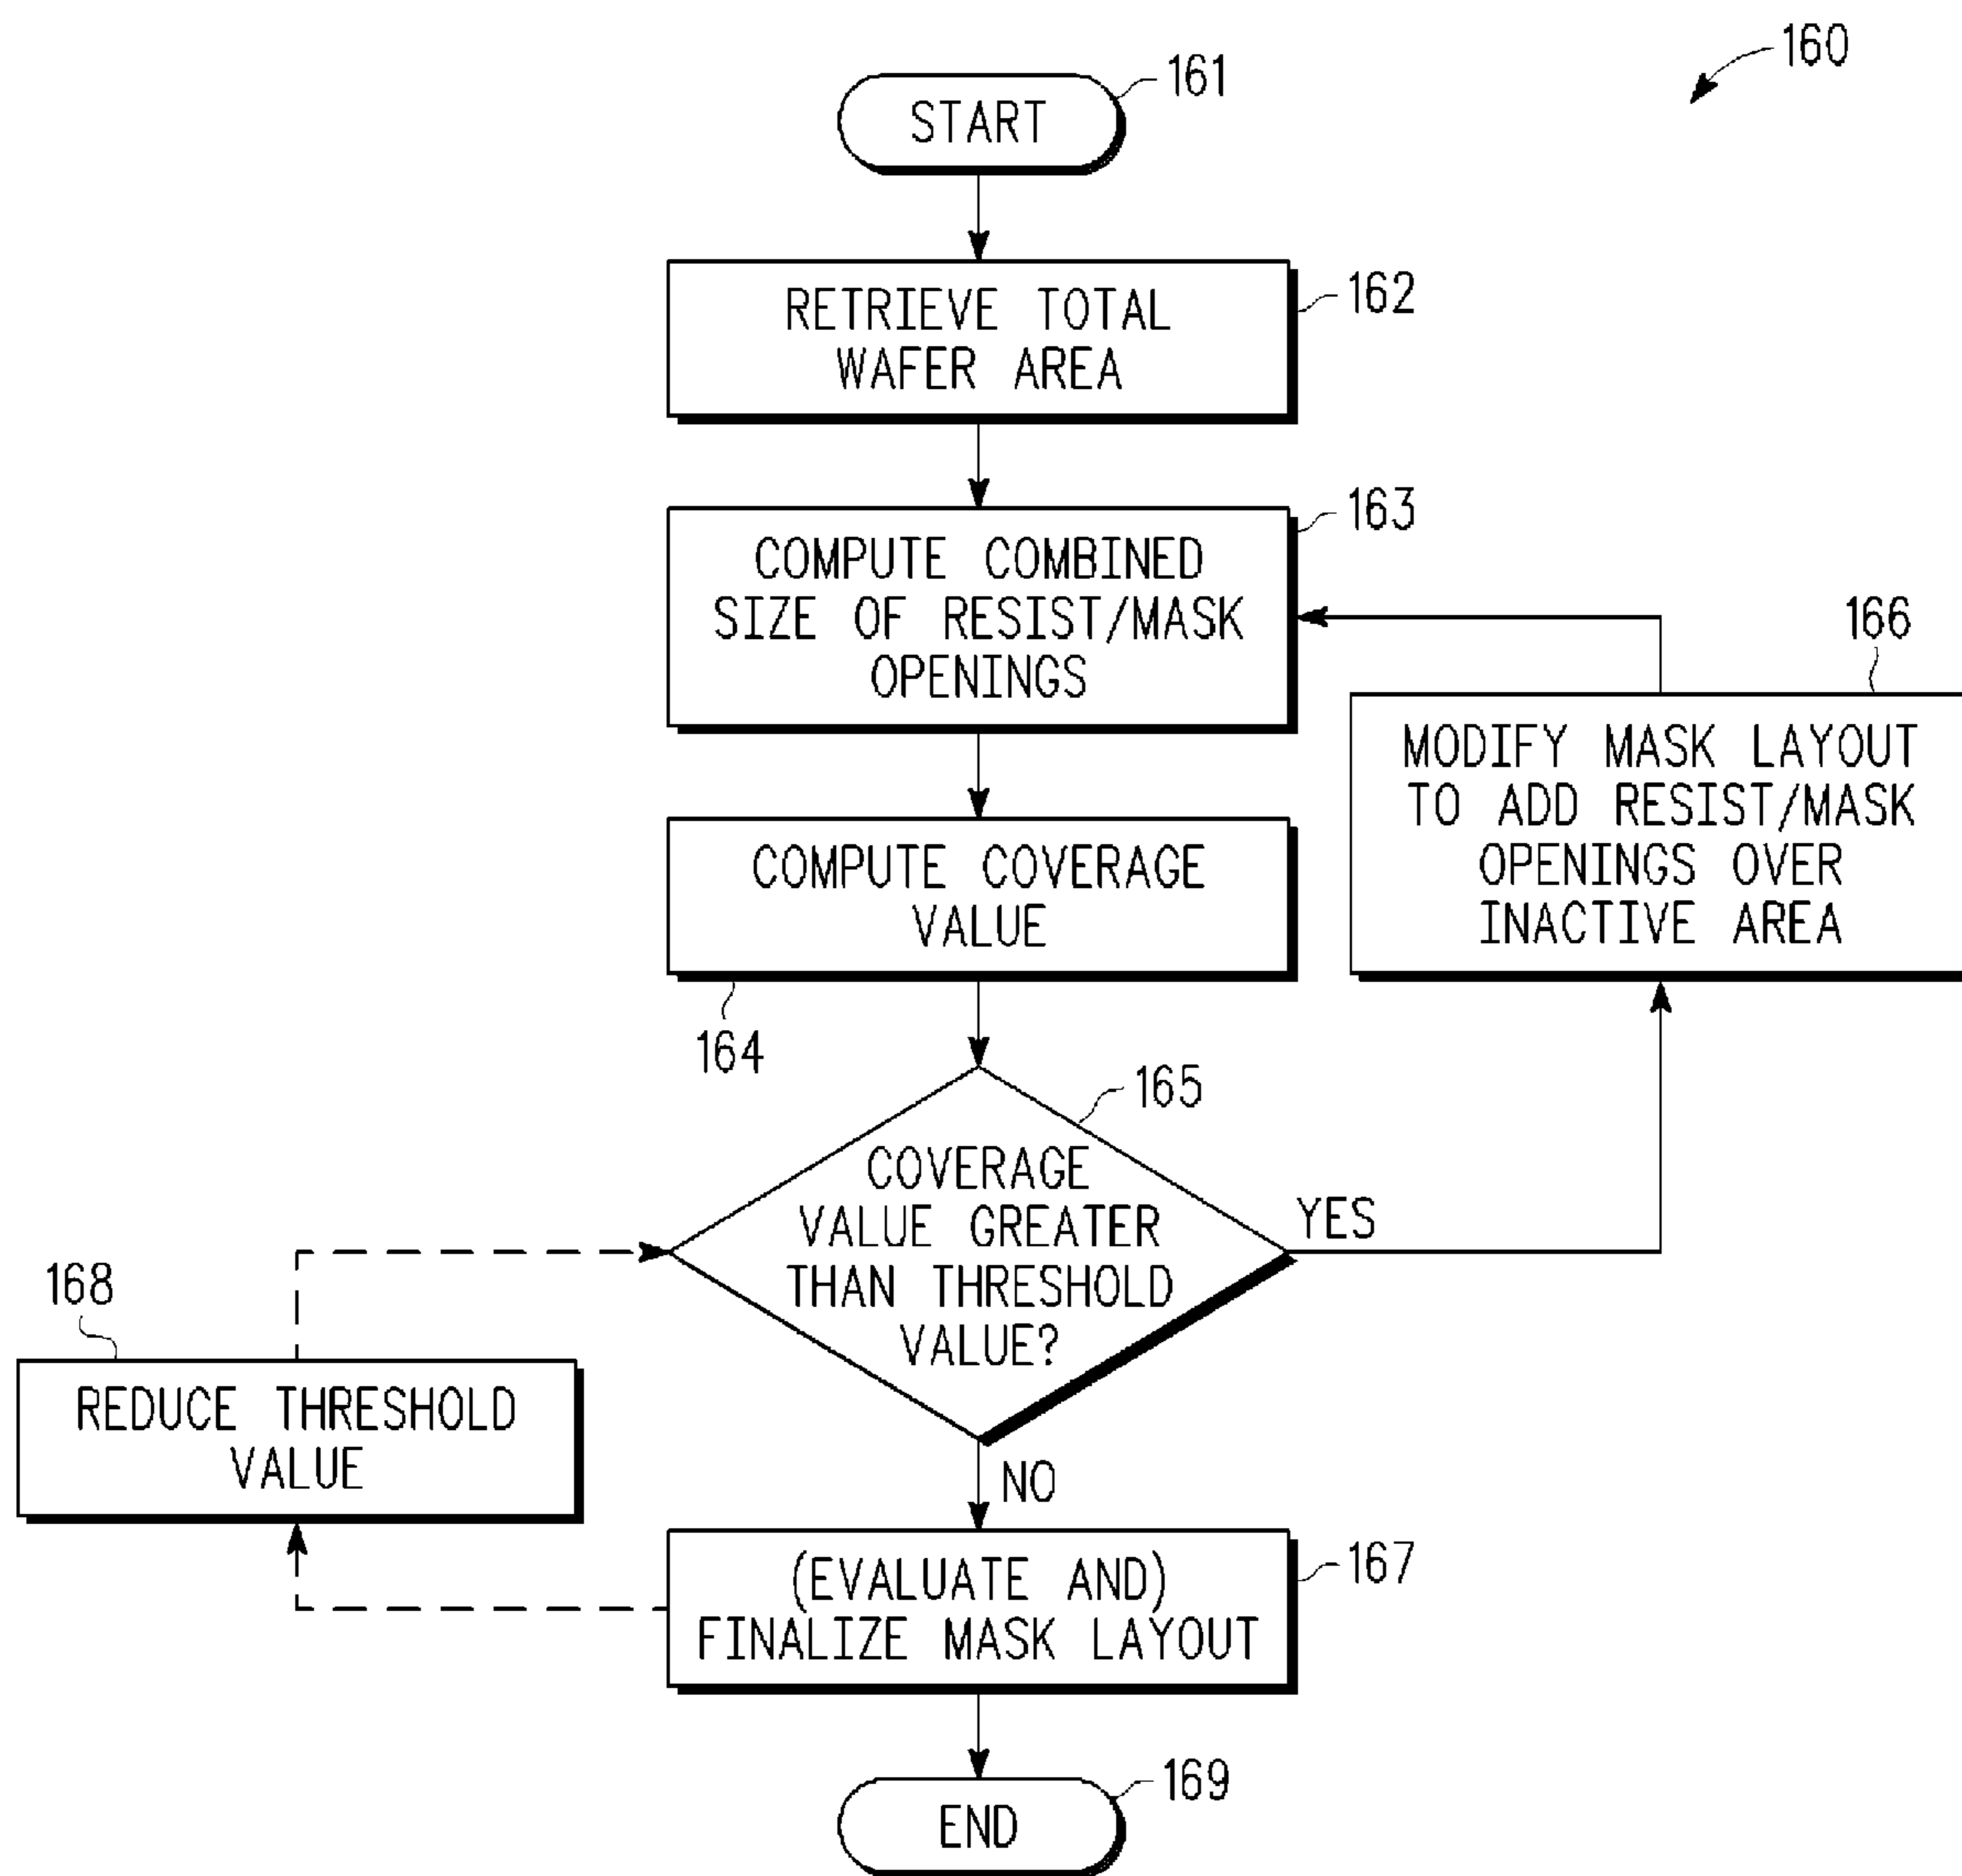 160
START
161
RETRIEVE TOTAL
WAFER AREA
162
COMPUTE COMBINED
SIZE OF RESIST/MASK
OPENINGS
163
MODIFY MASK LAYOUT
TO ADD RESIST/MASK
OPENINGS OVER
INACTIVE AREA
166
COMPUTE COVERAGE
VALUE
164
COVERAGE
VALUE GREATER
THAN THRESHOLD
VALUE?
165
YES
NO
REDUCE THRESHOLD
VALUE
168
(EVALUATE AND)
FINALIZE MASK LAYOUT
167
END
169